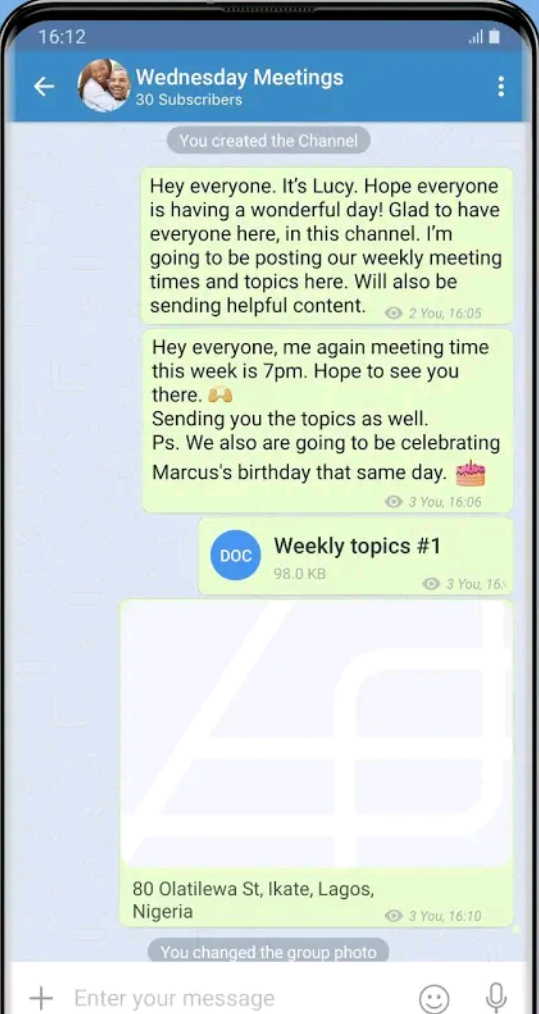 16:12
Wednesday Meetings
30 Subscribers
You created the Channel
Hey everyone. It’s Lucy. Hope everyone
is having a wonderful day! Glad to have
everyone here, in this channel. I’m
going to be posting our weekly meeting
times and topics here. Will also be
sending helpful content.
2 You, 16:05
Hey everyone, me again meeting time
this week is 7pm. Hope to see you
there. 🙌
Sending you the topics as well.
Ps. We also are going to be celebrating
Marcus's birthday that same day. 🎂
3 You, 16:06
DOC
Weekly topics #1
98.0 KB
3 You, 16:
80 Olatilewa St, Ikate, Lagos,
Nigeria
3 You, 16:10
You changed the group photo
Enter your message